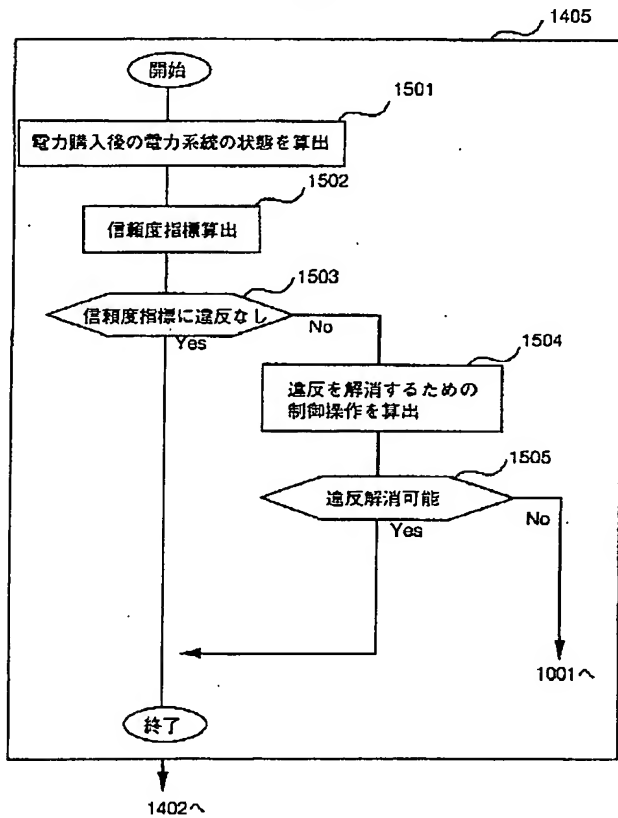 1405
開始
1501
電力購入後の電力系統の状態を算出
1502
信頼度指標算出
1503
信頼度指標に違反なし
No
Yes
1504
違反を解消するための
制御操作を算出
1505
違反解消可能
No
Yes
1001へ
終了
1402へ